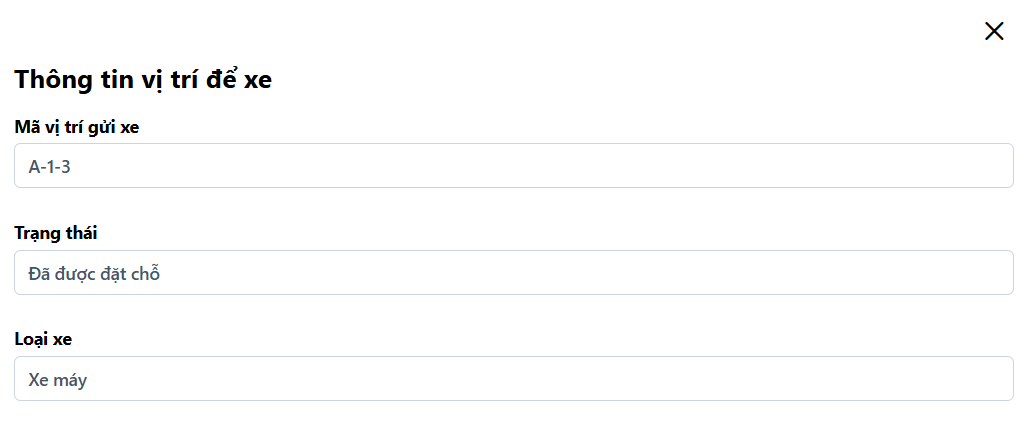 Thông tin vị trí để xe
Mã vị trí gửi xe
A-1-3
Trạng thái
Đã được đặt chỗ
Loại xe
Xe máy